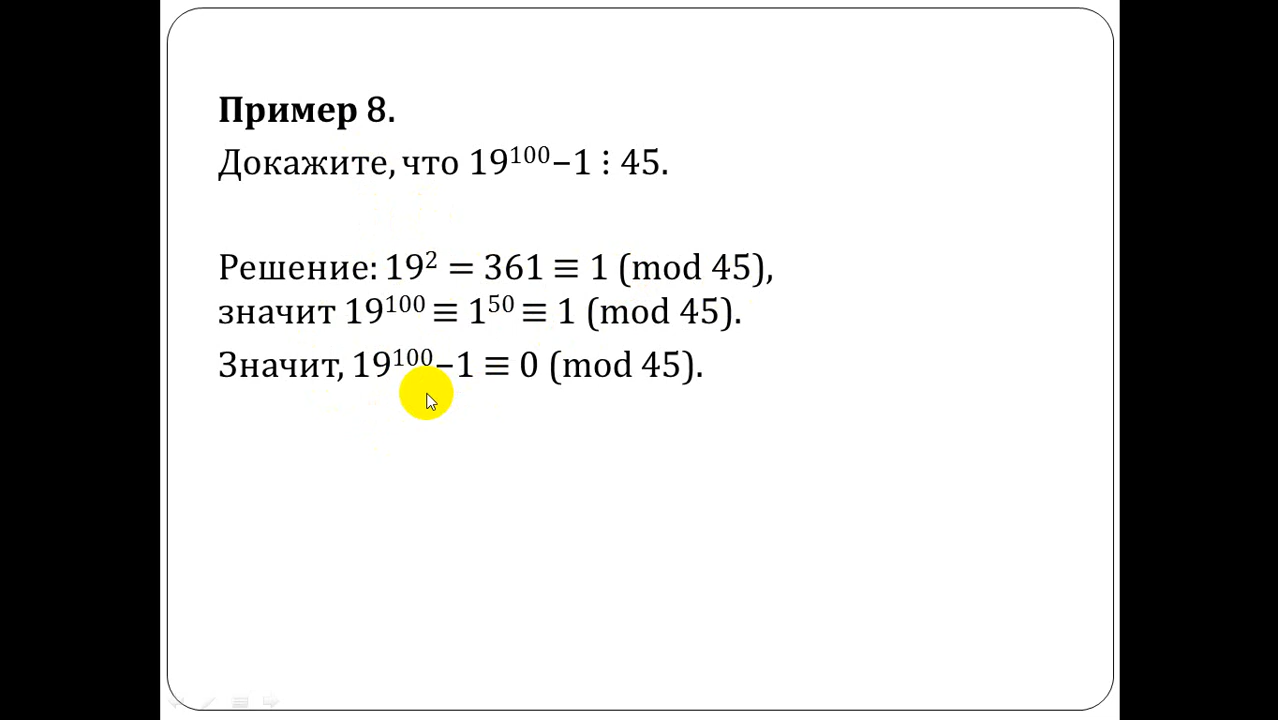 Пример 8.
Докажите, что 19¹⁰⁰–1 ⋮ 45.
Решение: 19² = 361 ≡ 1 (mod 45),
значит 19¹⁰⁰ ≡ 1⁵⁰ ≡ 1 (mod 45).
Значит, 19¹⁰⁰–1 ≡ 0 (mod 45).